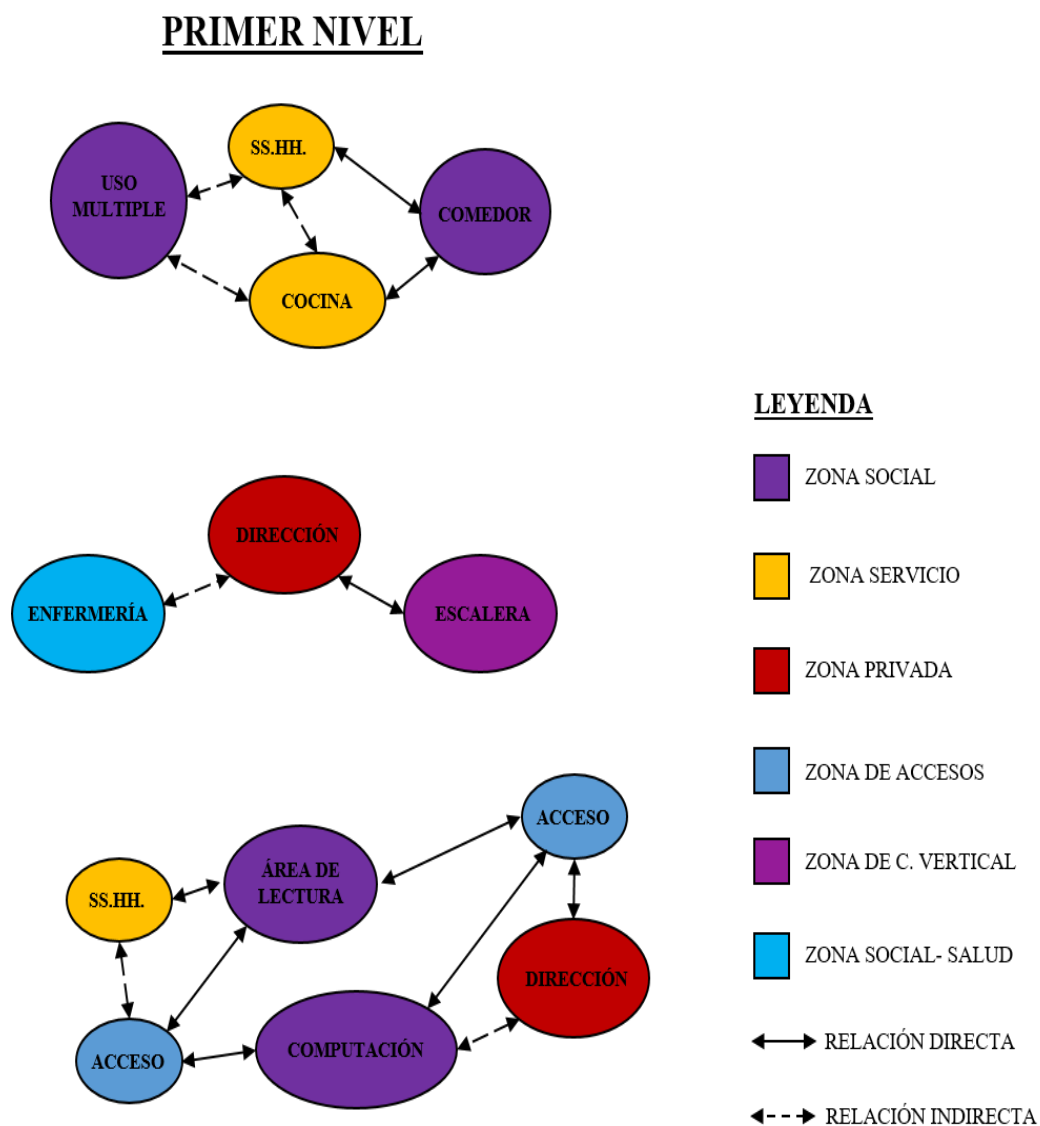 PRIMER NIVEL
SS.HH.
USO
MULTIPLE
COMEDOR
COCINA
DIRECCIÓN
ENFERMERÍA
ESCALERA
ACCESO
ÁREA DE
LECTURA
SS.HH.
DIRECCIÓN
COMPUTACIÓN
ACCESO
LEYENDA
ZONA SOCIAL
ZONA SERVICIO
ZONA PRIVADA
ZONA DE ACCESOS
ZONA DE C. VERTICAL
ZONA SOCIAL- SALUD
RELACIÓN DIRECTA
RELACIÓN INDIRECTA